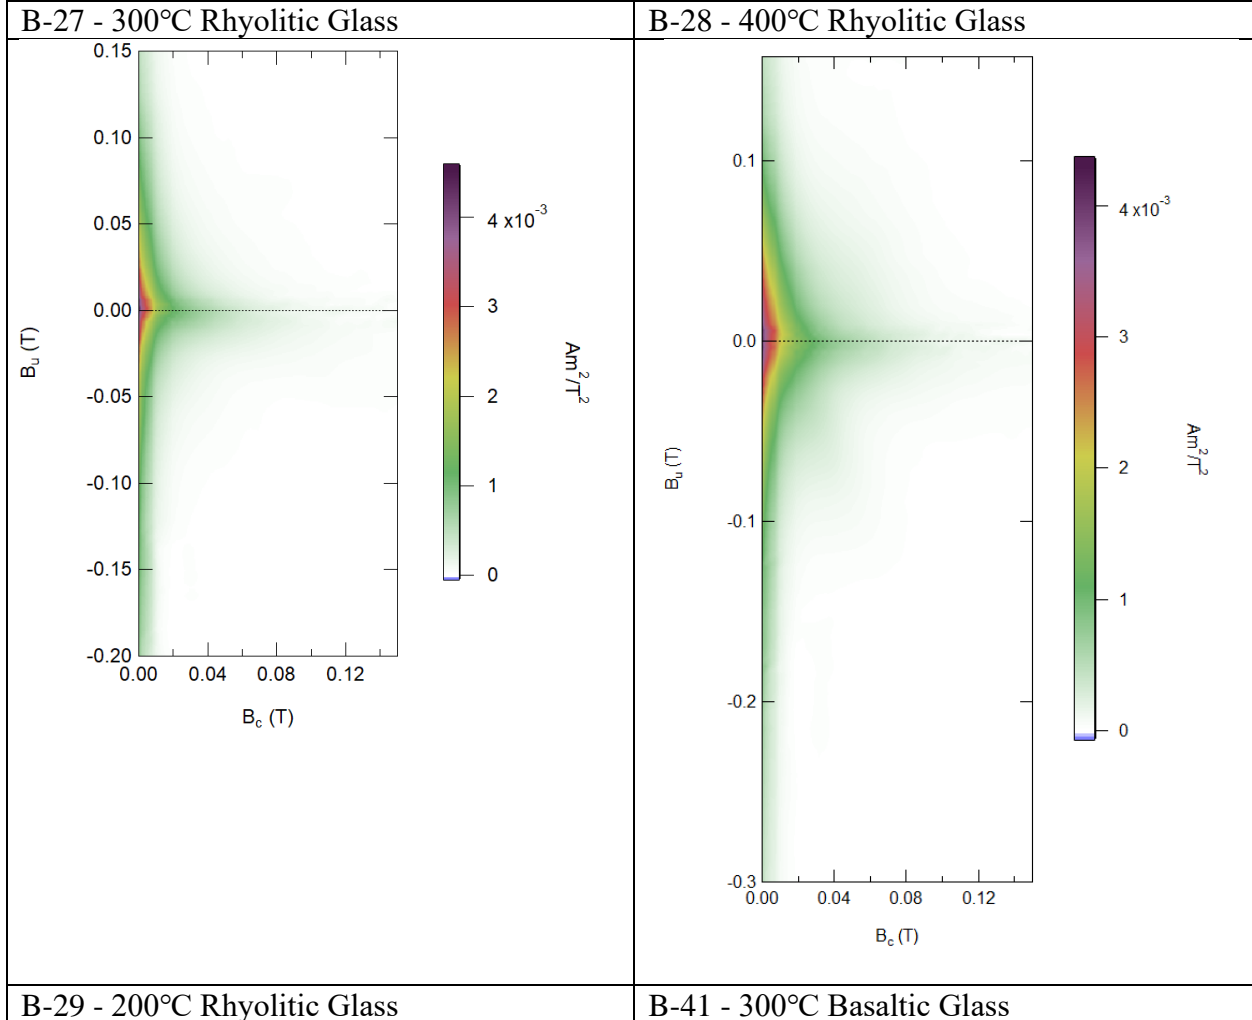 B-27 - 300°C Rhyolitic Glass
B-28 - 400°C Rhyolitic Glass
0.15
0.10
0.05
0.00
-0.05
-0.10
-0.15
-0.20
0.00 0.04 0.08 0.12
Bc (T)
Bu (T)
4 x10-3
3
2
1
0
Am2/T2
0.1
0.0
-0.1
-0.2
-0.3
0.00 0.04 0.08 0.12
Bc (T)
Bu (T)
4 x10-3
3
2
1
0
Am2/T2
B-29 - 200°C Rhyolitic Glass
B-41 - 300°C Basaltic Glass